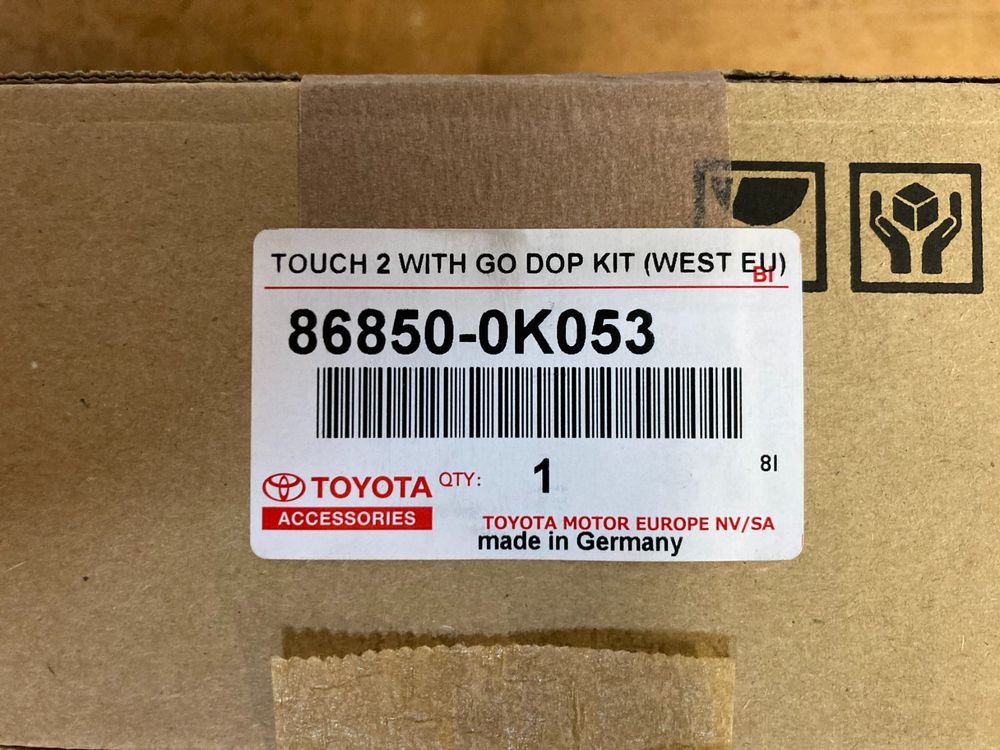 TOUCH 2 WITH GO DOP KIT (WEST EU)
BI
86850-0K053
8I
TOYOTA QTY: 1
ACCESSORIES
TOYOTA MOTOR EUROPE NV/SA
made in Germany